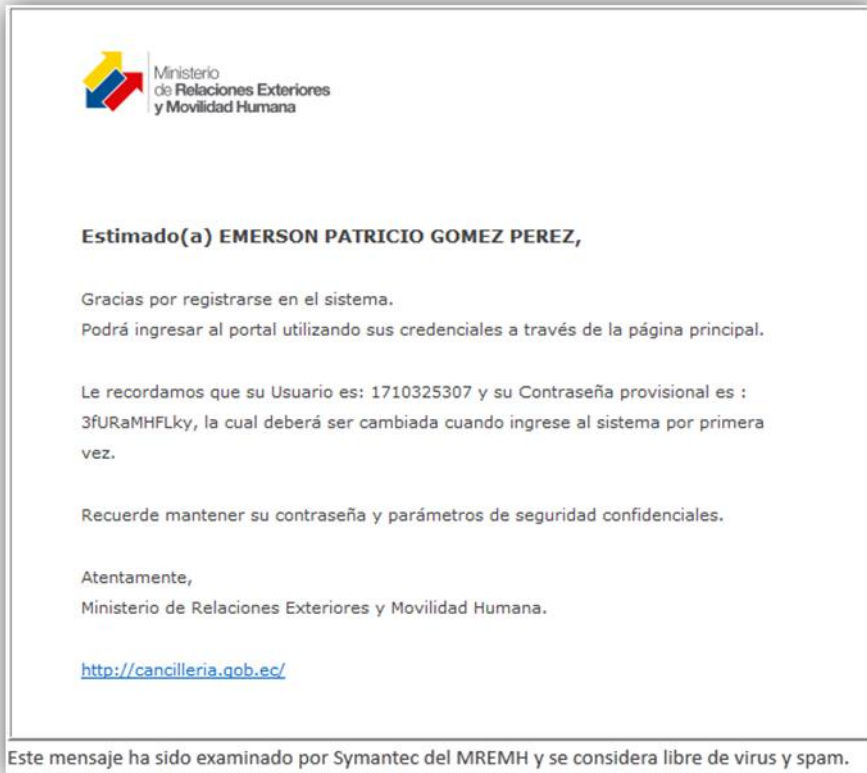 Ministerio
de Relaciones Exteriores
y Movilidad Humana
Estimado(a) EMERSON PATRICIO GOMEZ PEREZ,
Gracias por registrarse en el sistema.
Podrá ingresar al portal utilizando sus credenciales a través de la página principal.
Le recordamos que su Usuario es: 1710325307 y su Contraseña provisional es :
3fURaMHFLky, la cual deberá ser cambiada cuando ingrese al sistema por primera
vez.
Recuerde mantener su contraseña y parámetros de seguridad confidenciales.
Atentamente,
Ministerio de Relaciones Exteriores y Movilidad Humana.
http://cancilleria.gob.ec/
Este mensaje ha sido examinado por Symantec del MREMH y se considera libre de virus y spam.